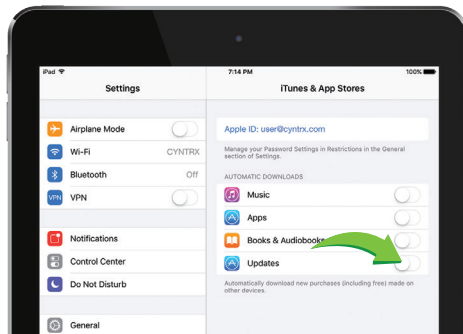 iPad 7:14 PM 100%
Settings
iTunes & App Stores
Airplane Mode
Wi-Fi CYNTRX
Bluetooth Off
VPN VPN
Notifications
Control Center
Do Not Disturb
General
Apple ID: user@cyntrx.com
Manage your Password Settings in Restrictions in the General
section of Settings.
AUTOMATIC DOWNLOADS
Music
Apps
Books & Audiobooks
Updates
Automatically download new purchases (including free) made on
other devices.